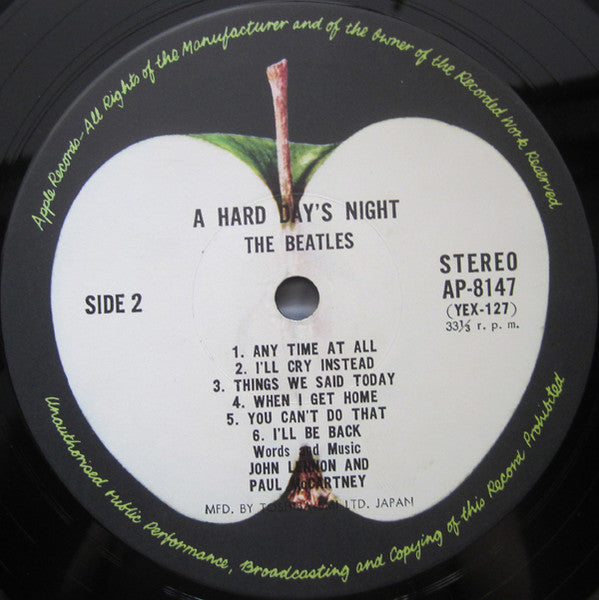 Apple Records-All Rights of the Manufacturer and of the Owner of the Recorded Work Reserved
A HARD DAY'S NIGHT
THE BEATLES
SIDE 2
STEREO
AP-8147
(YEX-127)
33⅓ r. p. m.
1. ANY TIME AT ALL
2. I'LL CRY INSTEAD
3. THINGS WE SAID TODAY
4. WHEN I GET HOME
5. YOU CAN'T DO THAT
6. I'LL BE BACK
Words and Music
JOHN LENNON AND
PAUL McCARTNEY
MFD. BY LTD. JAPAN
Unauthorised Public Performance, Broadcasting and Copying of this Record Prohibited